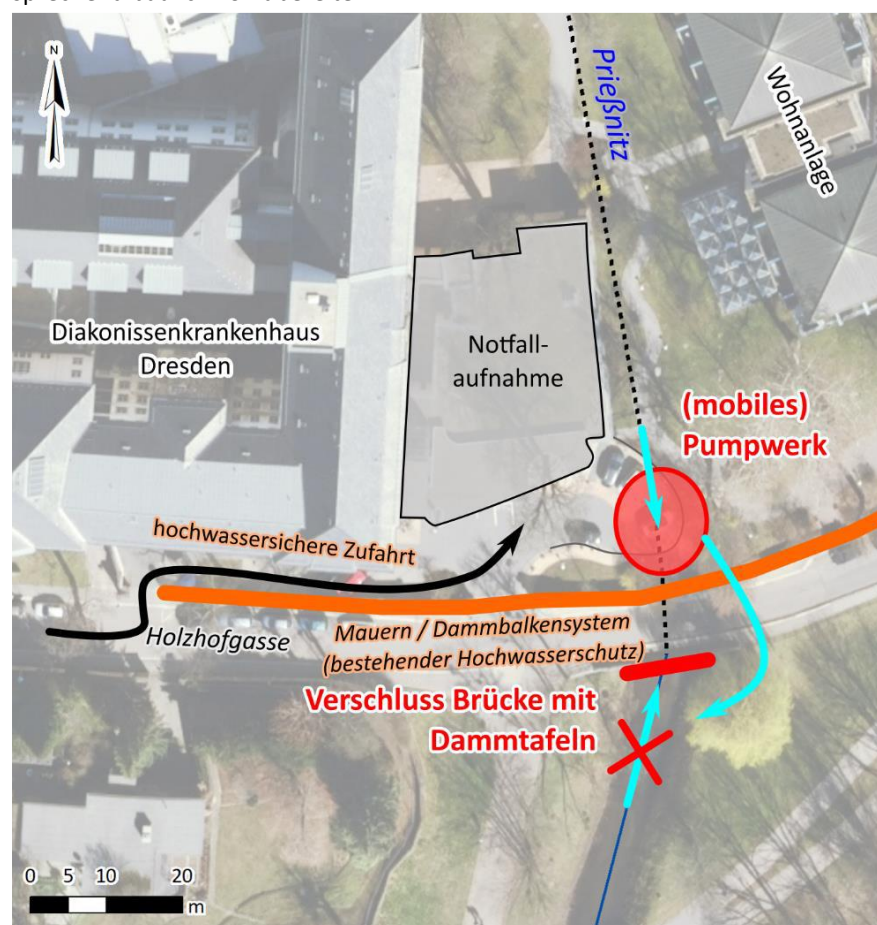 N
Prießnitz
Wohnanlage
Diakonissenkrankenhaus
Dresden
Notfall-
aufnahme
(mobiles)
Pumpwerk
hochwassersichere Zufahrt
Holzhofgasse
Mauern / Dammbalkensystem
(bestehender Hochwasserschutz)
Verschluss Brücke mit
Dammtafeln
0 5 10 20
m